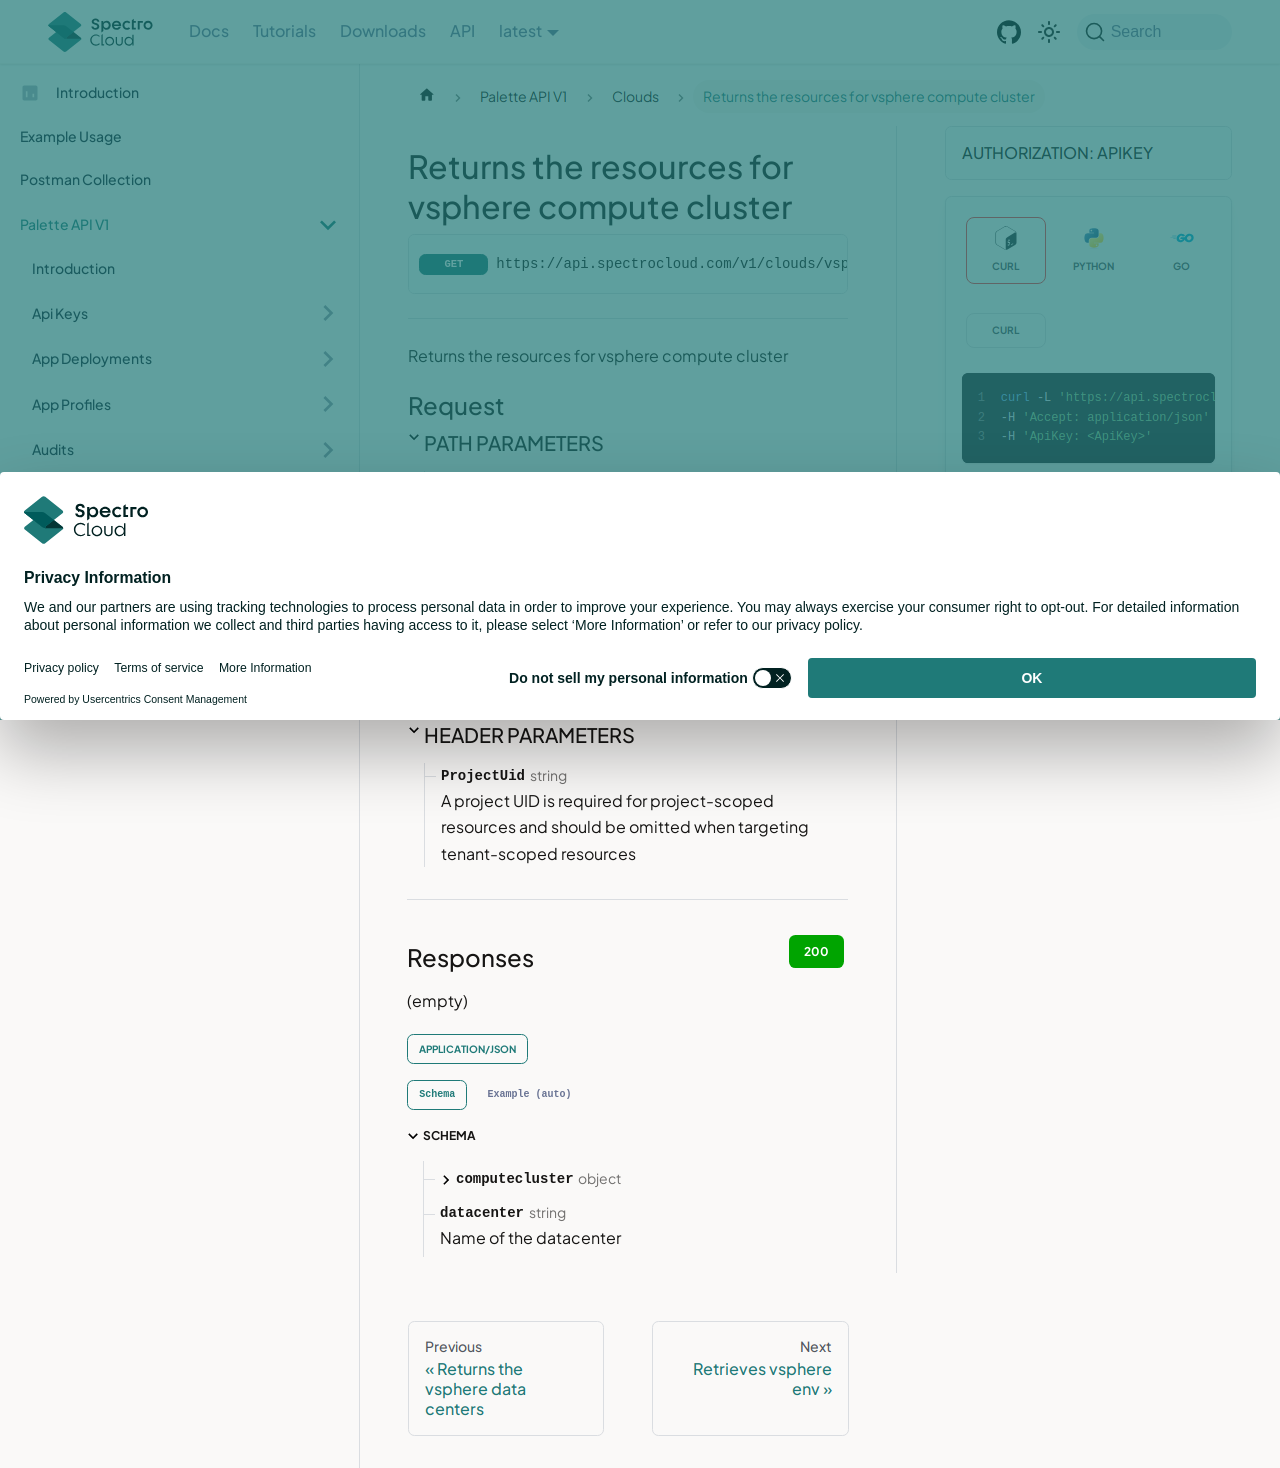 Spectro Cloud
Docs
Tutorials
Downloads
API
latest
Search
Introduction
Example Usage
Postman Collection
Palette API V1
Introduction
Api Keys
App Deployments
App Profiles
Audits
Palette API V1
Clouds
Returns the resources for vsphere compute cluster
Returns the resources for
vsphere compute cluster
GET https://api.spectrocloud.com/v1/clouds/vsp
Returns the resources for vsphere compute cluster
Request
PATH PARAMETERS
AUTHORIZATION: APIKEY
CURL
PYTHON
GO
CURL
1 curl -L 'https://api.spectrocl
2 -H 'Accept: application/json'
3 -H 'ApiKey: <ApiKey>'
Spectro Cloud
Privacy Information
We and our partners are using tracking technologies to process personal data in order to improve your experience. You may always exercise your consumer right to opt-out. For detailed information
about personal information we collect and third parties having access to it, please select ‘More Information’ or refer to our privacy policy.
Privacy policy
Terms of service
More Information
Powered by Usercentrics Consent Management
Do not sell my personal information
OK
HEADER PARAMETERS
ProjectUid string
A project UID is required for project-scoped
resources and should be omitted when targeting
tenant-scoped resources
Responses
200
(empty)
APPLICATION/JSON
Schema
Example (auto)
SCHEMA
computecluster object
datacenter string
Name of the datacenter
Previous
« Returns the
vsphere data
centers
Next
Retrieves vsphere
env »